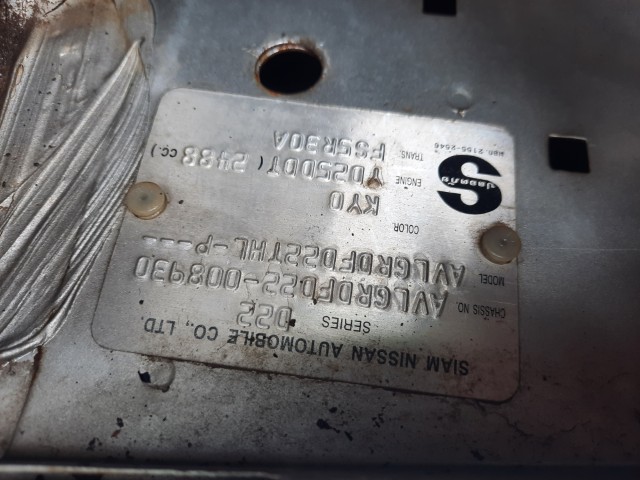 SIAM NISSAN AUTOMOBILE CO., LTD.
SERIES D22
CHASSIS NO. AVLGRDFD22-008930
MODEL AVLGRDFD22THL-P---
COLOR KY0
ENGINE YD25DDT ( 2488 CC.)
TRANS. FS5R30A
S